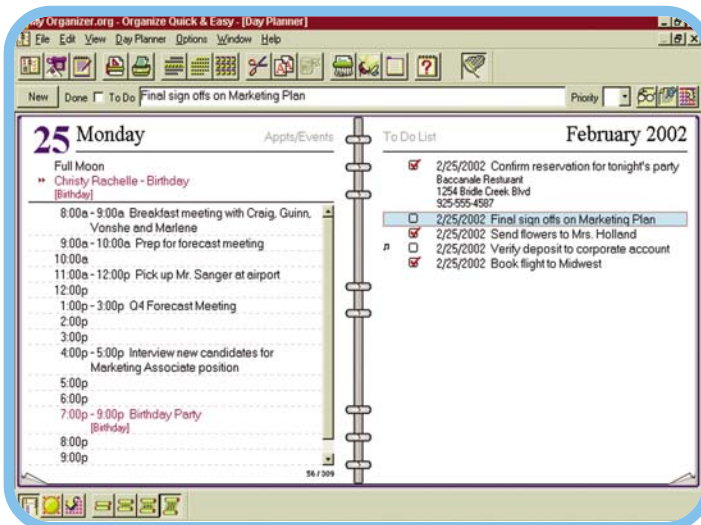 My Organizer.org - Organize Quick & Easy - [Day Planner]
File Edit View Day Planner Options Window Help
New Done To Do Final sign offs on Marketing Plan Priority
25 Monday Appts/Events
Full Moon
Christy Rachelle - Birthday
[Birthday]
8:00a - 9:00a Breakfast meeting with Craig, Guinn,
Vonshe and Marlene
9:00a - 10:00a Prep for forecast meeting
10:00a
11:00a - 12:00p Pick up Mr. Sanger at airport
12:00p
1:00p - 3:00p Q4 Forecast Meeting
2:00p
3:00p
4:00p - 5:00p Interview new candidates for
Marketing Associate position
5:00p
6:00p
7:00p - 9:00p Birthday Party
[Birthday]
8:00p
9:00p
56 / 309
To Do List February 2002
2/25/2002 Confirm reservation for tonight's party
Baccanale Resturant
1254 Bridle Creek Blvd
925-555-4587
2/25/2002 Final sign offs on Marketing Plan
2/25/2002 Send flowers to Mrs. Holland
2/25/2002 Verify deposit to corporate account
2/25/2002 Book flight to Midwest